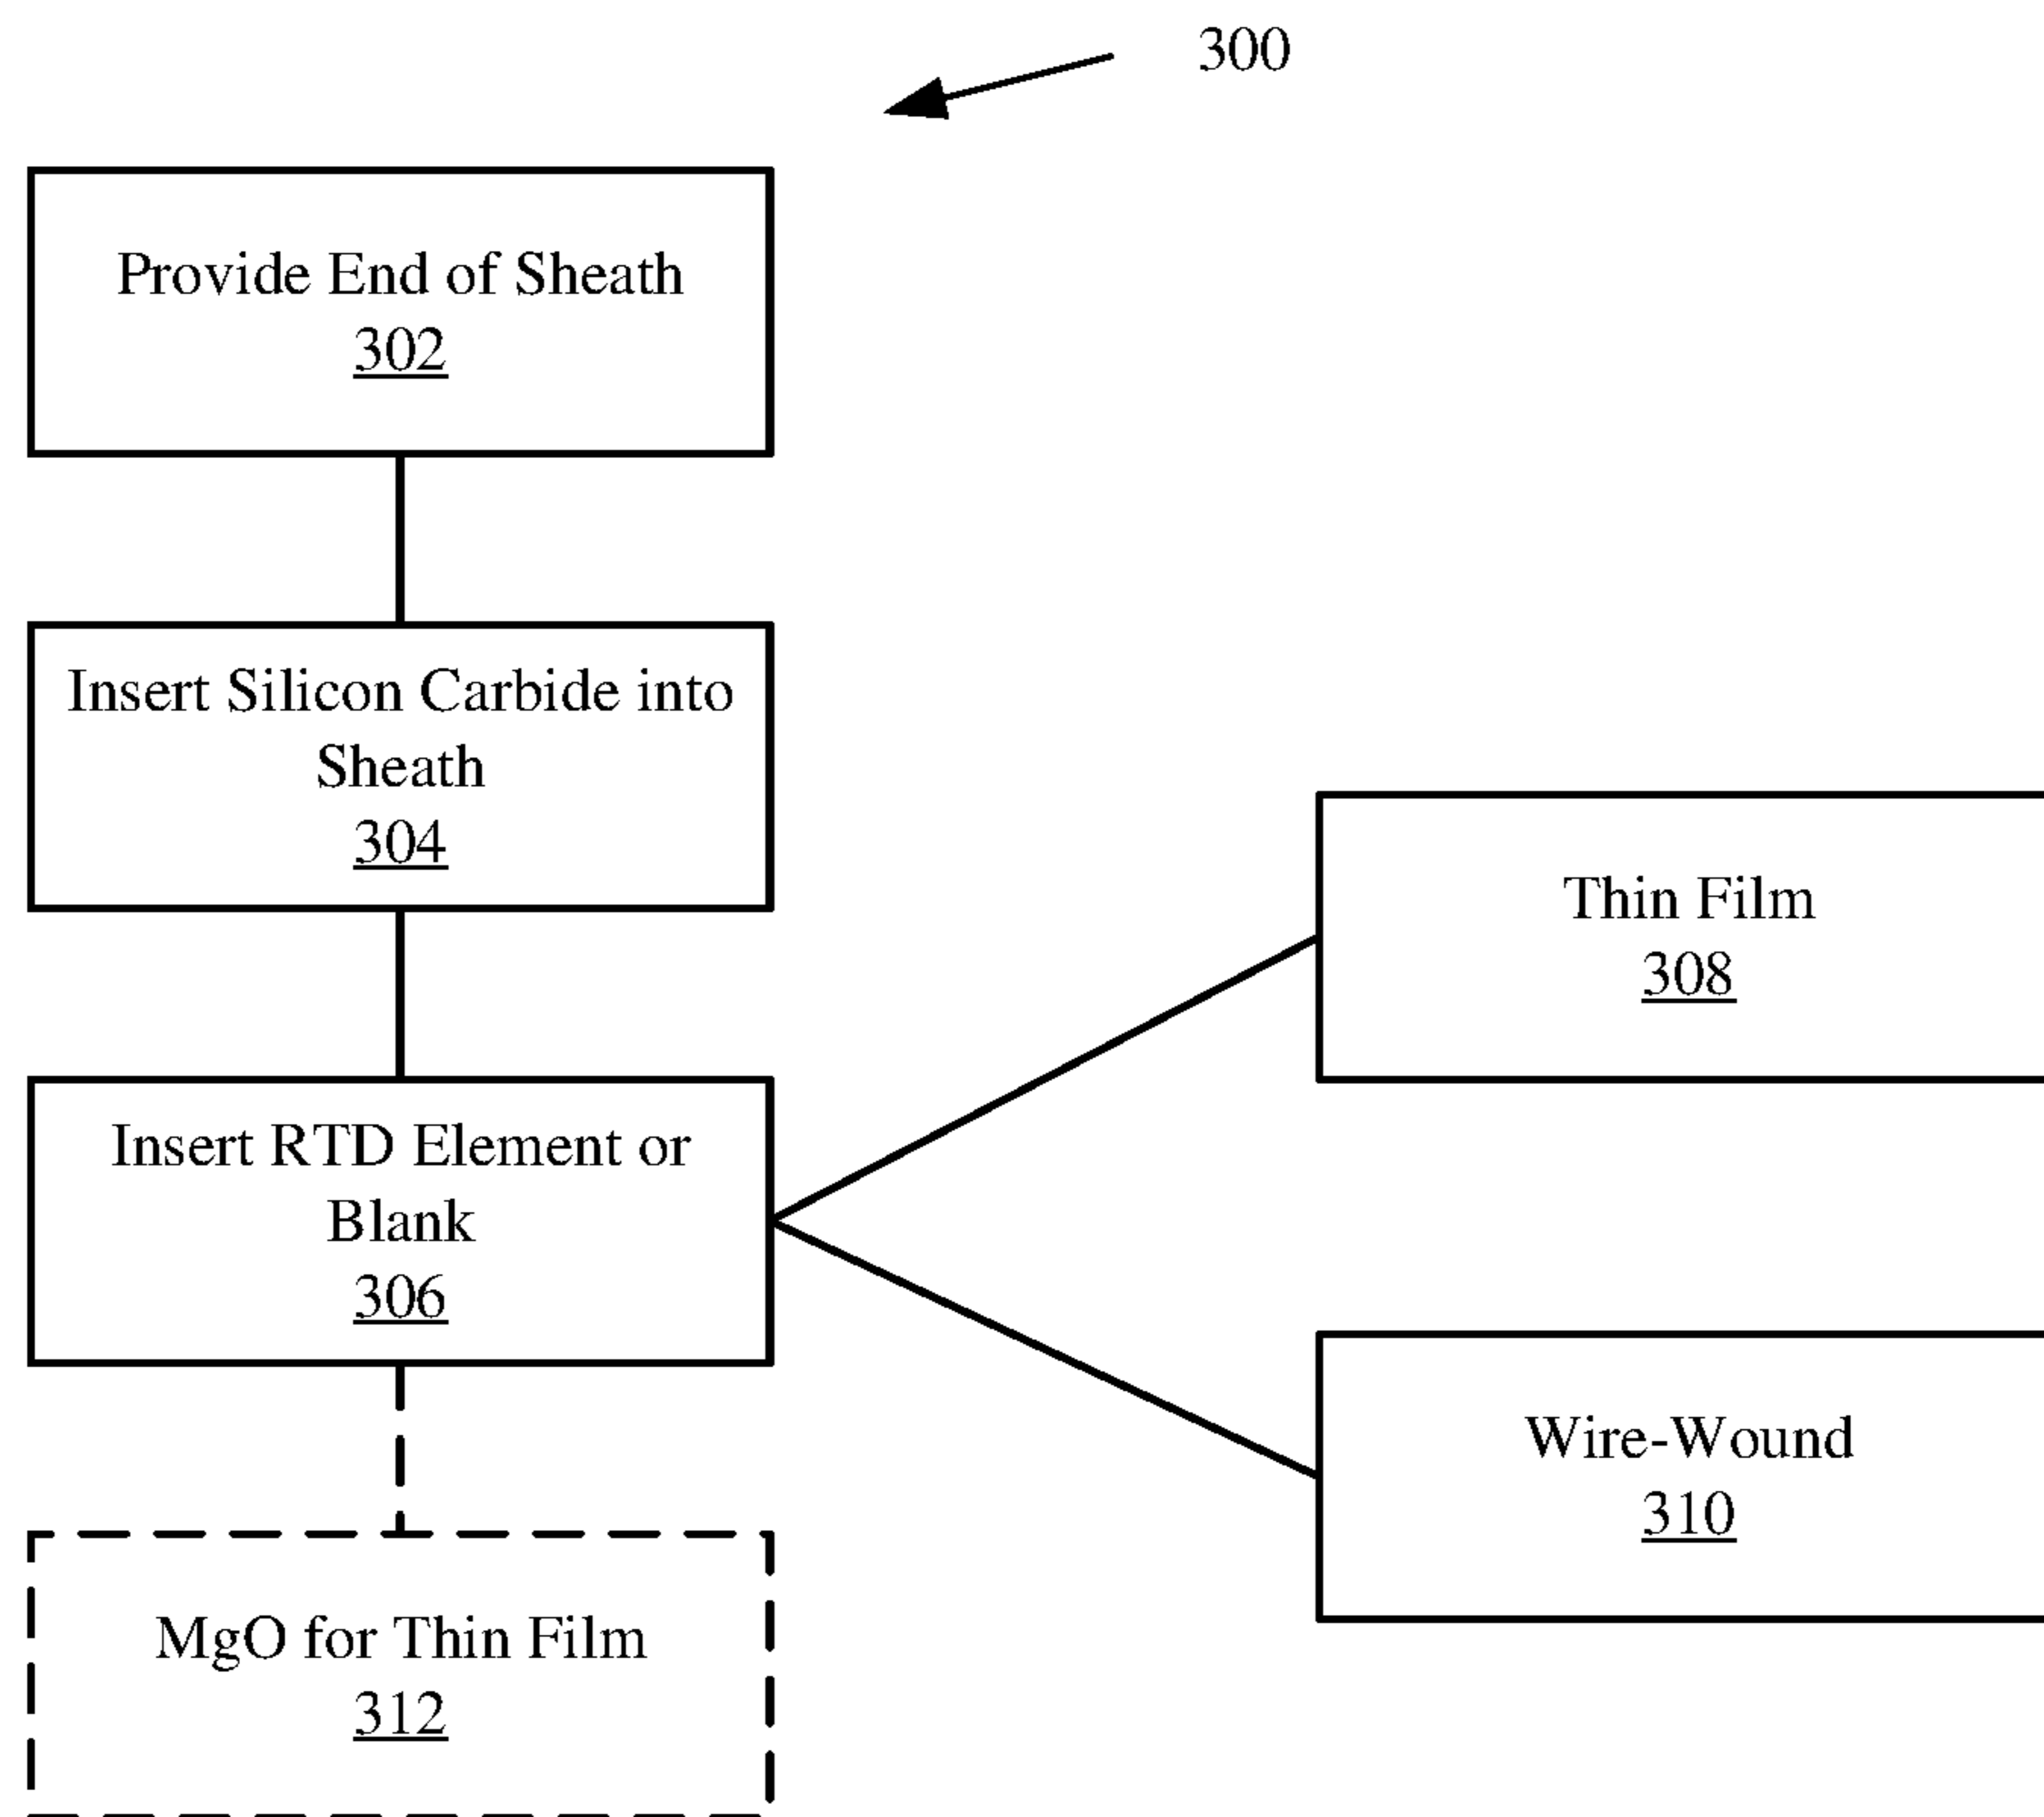 300
Provide End of Sheath
302
Insert Silicon Carbide into
Sheath
304
Insert RTD Element or
Blank
306
Thin Film
308
Wire-Wound
310
MgO for Thin Film
312